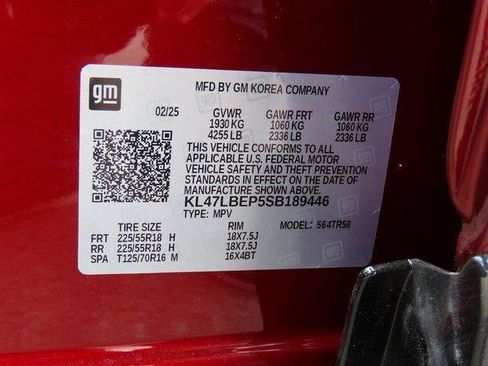 MFD BY GM KOREA COMPANY
gm
02/25 GVWR GAWR FRT GAWR RR
1930 KG 1060 KG 1060 KG
4255 LB 2336 LB 2336 LB
THIS VEHICLE CONFORMS TO ALL
APPLICABLE U.S. FEDERAL MOTOR
VEHICLE SAFETY AND THEFT PREVENTION
STANDARDS IN EFFECT ON THE DATE OF
MANUFACTURE SHOWN ABOVE.
KL47LBEP5SB189446
TYPE: MPV
TIRE SIZE RIM MODEL: 564TR58
FRT 225/55R18 H 18X7.5J
RR 225/55R18 H 18X7.5J
SPA T125/70R16 M 16X4BT